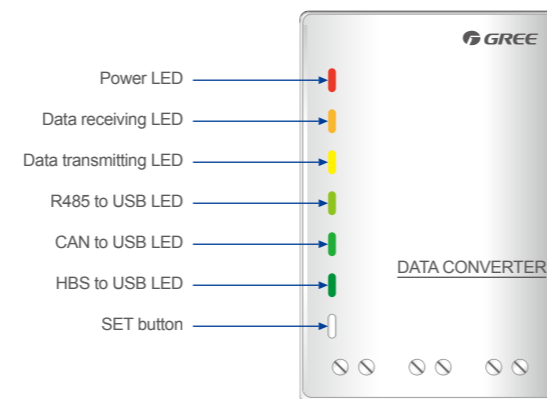 GREE
Power LED
Data receiving LED
Data transmitting LED
R485 to USB LED
CAN to USB LED
HBS to USB LED
DATA CONVERTER
SET button